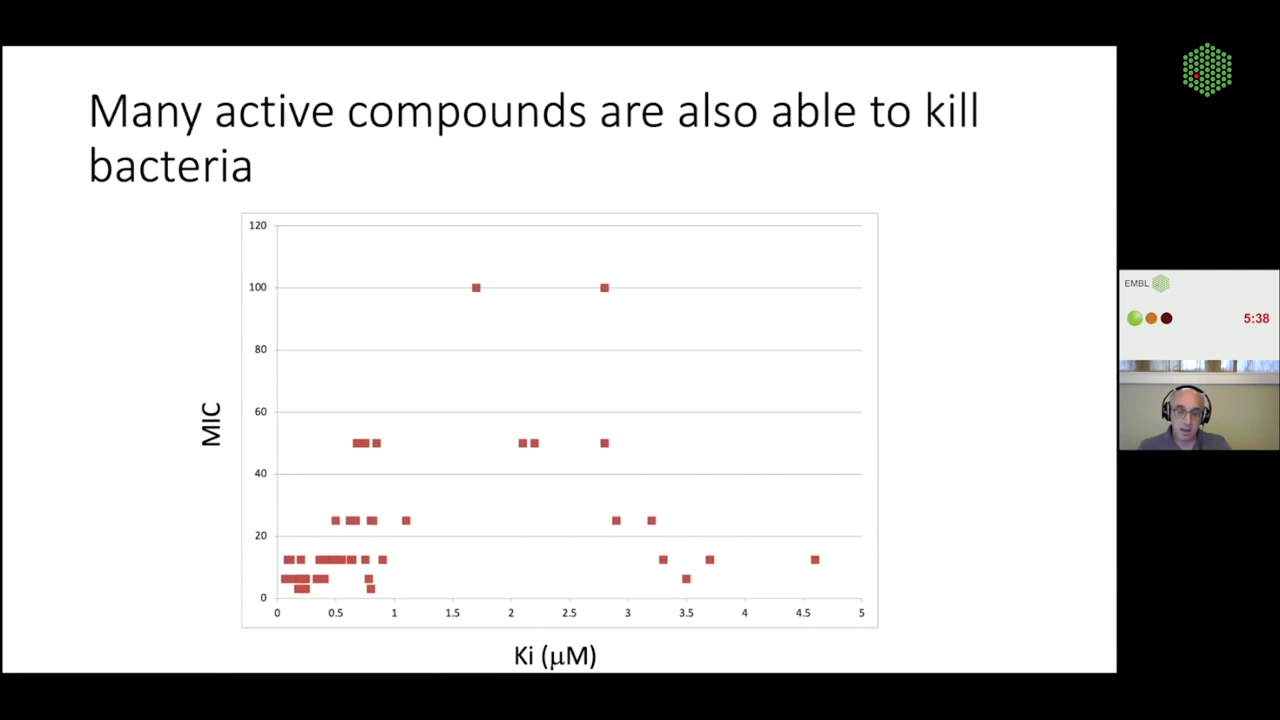 Many active compounds are also able to kill
bacteria
120
100
80
60
40
20
0
MIC
0 0.5 1 1.5 2 2.5 3 3.5 4 4.5 5
Ki (μM)
EMBL
5:38